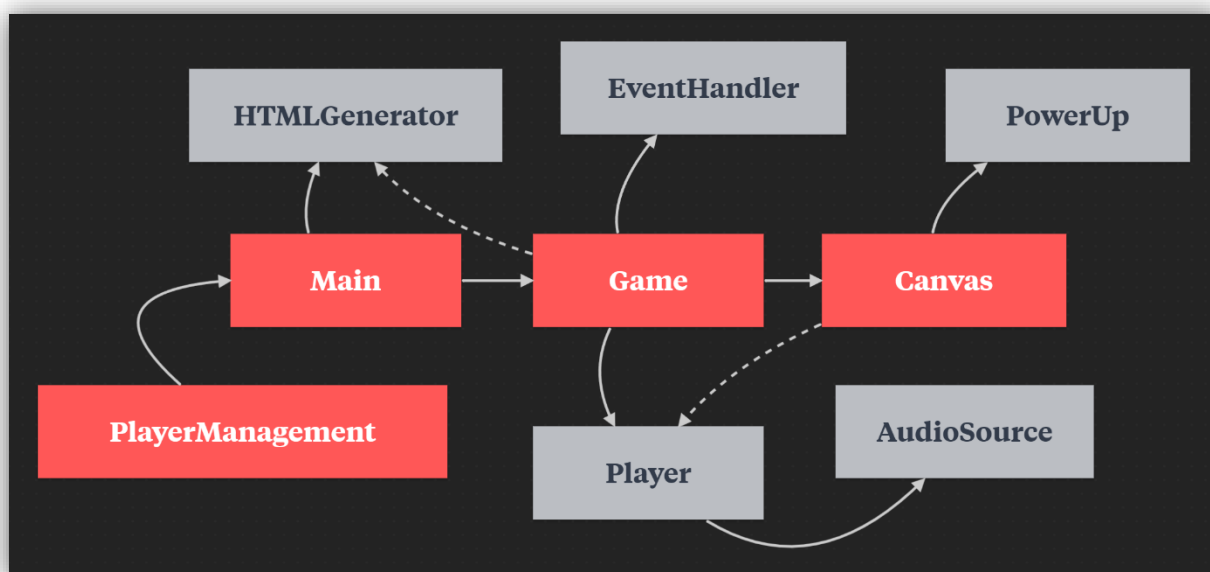 EventHandler
HTMLGenerator
PowerUp
Main
Game
Canvas
PlayerManagement
AudioSource
Player